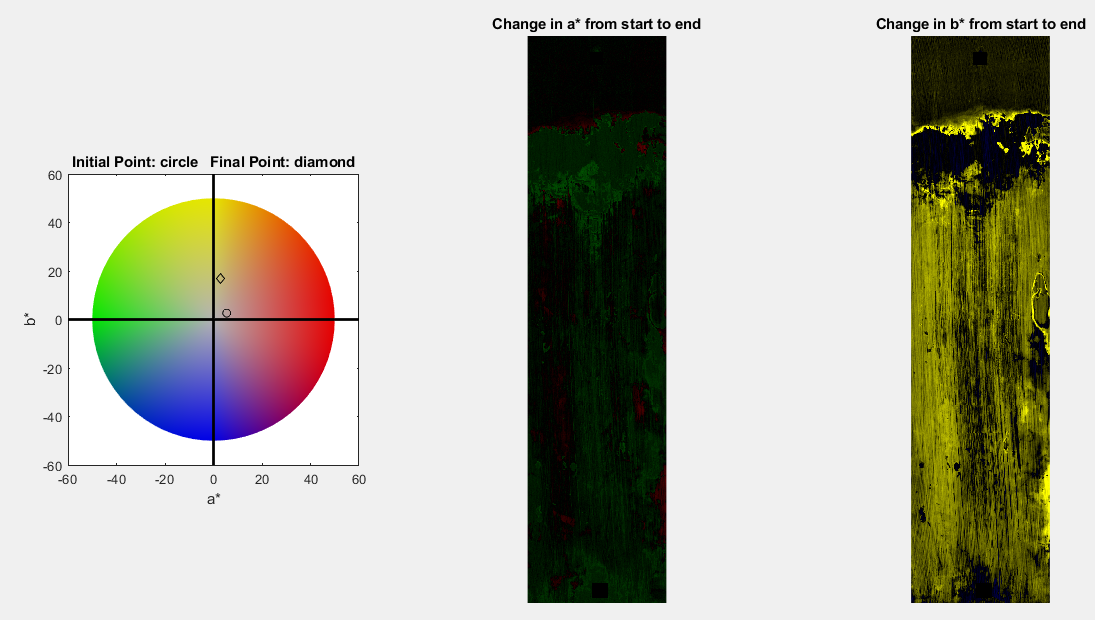 Change in a* from start to end
Change in b* from start to end
Initial Point: circle   Final Point: diamond
60
40
20
0
-20
-40
-60
b*
-60 -40 -20 0 20 40 60
a*